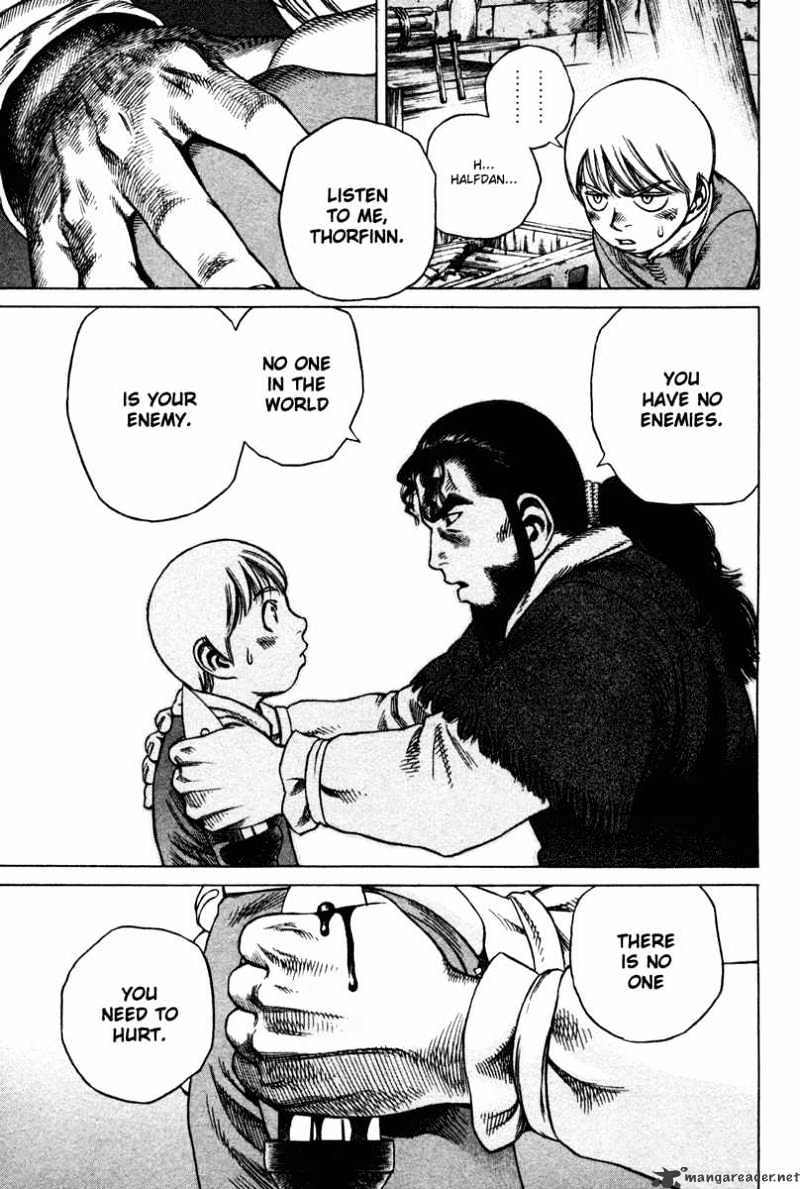 ......
H...
HALFDAN...
LISTEN
TO ME,
THORFINN.
YOU
HAVE NO
ENEMIES.
NO ONE
IN THE
WORLD
IS YOUR
ENEMY.
THERE
IS NO
ONE
YOU
NEED TO
HURT.
mangareader.net